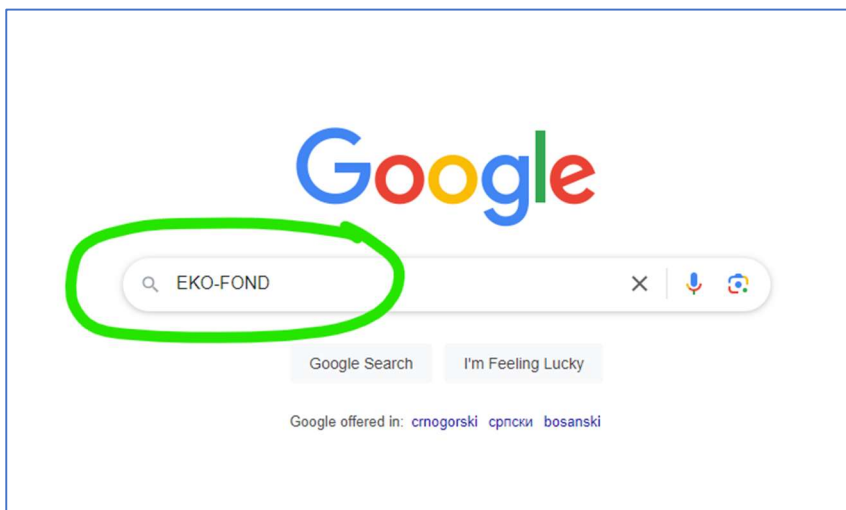 Google
EKO-FOND
Google Search I'm Feeling Lucky
Google offered in: crnogorski српски bosanski